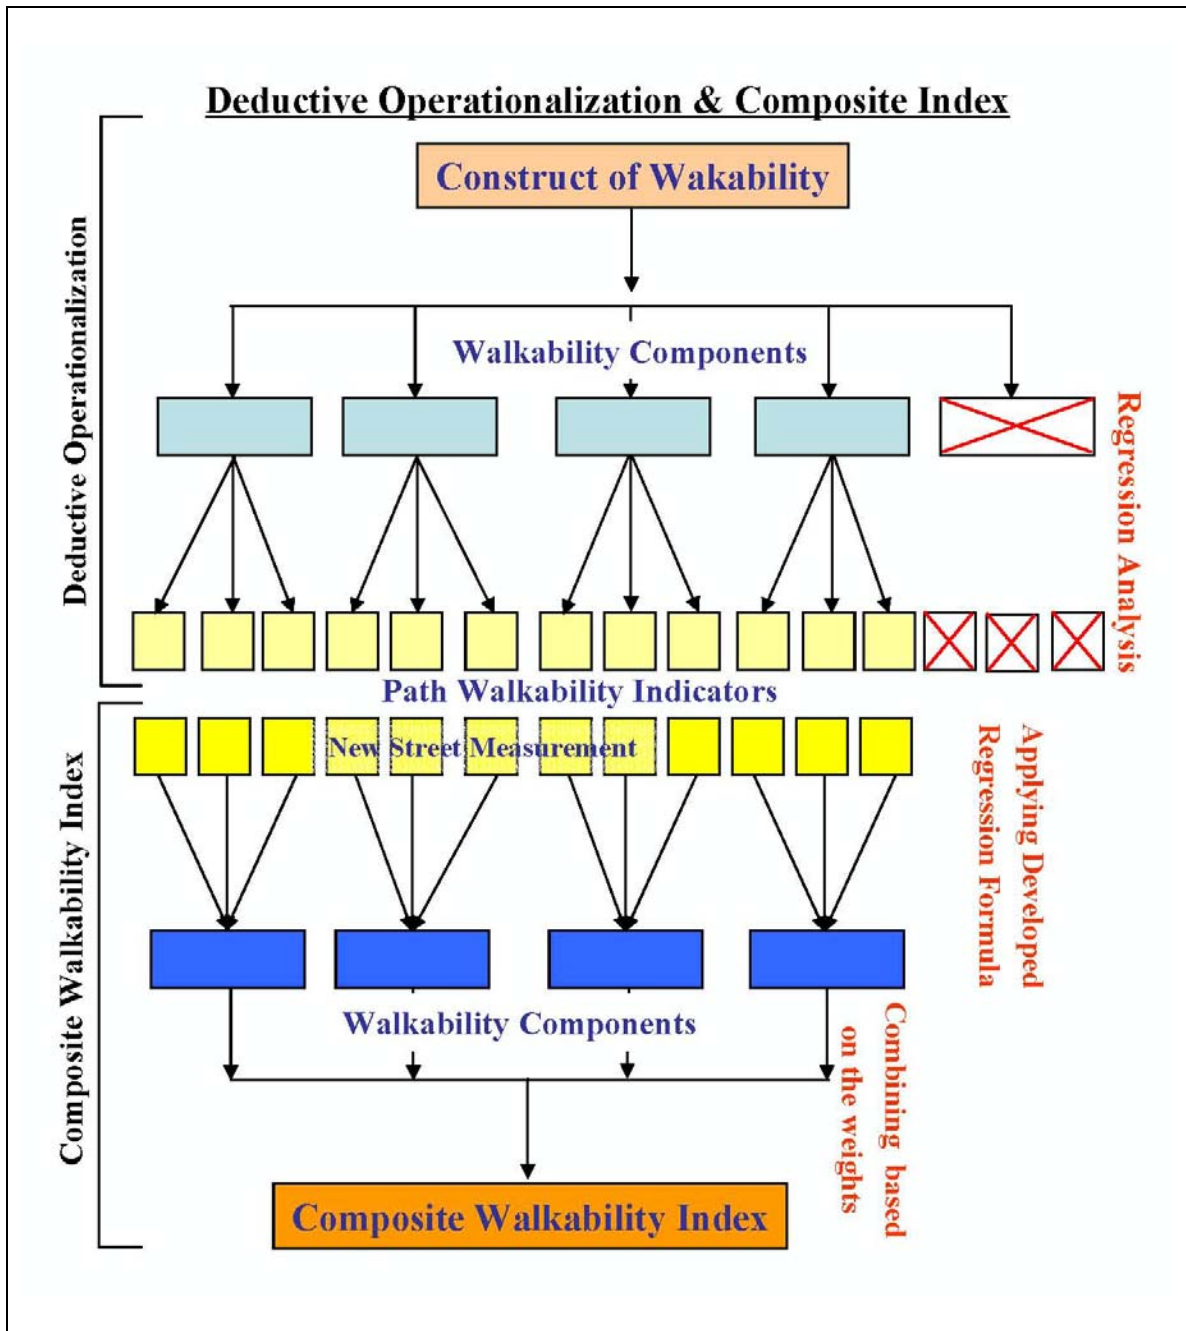 Deductive Operationalization & Composite Index
Construct of Wakability
Walkability Components
Deductive Operationalization
Regression Analysis
Path Walkability Indicators
New Street Measurement
Applying Developed
Regression Formula
Composite Walkability Index
Walkability Components
Combining based
on the weights
Composite Walkability Index